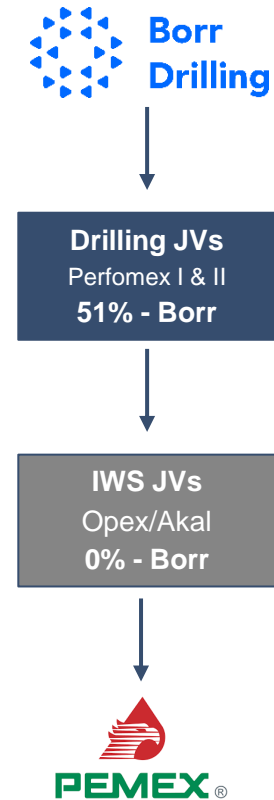 Borr
Drilling
Drilling JVs
Perfomex I & II
51% - Borr
IWS JVs
Opex/Akal
0% - Borr
PEMEX ®